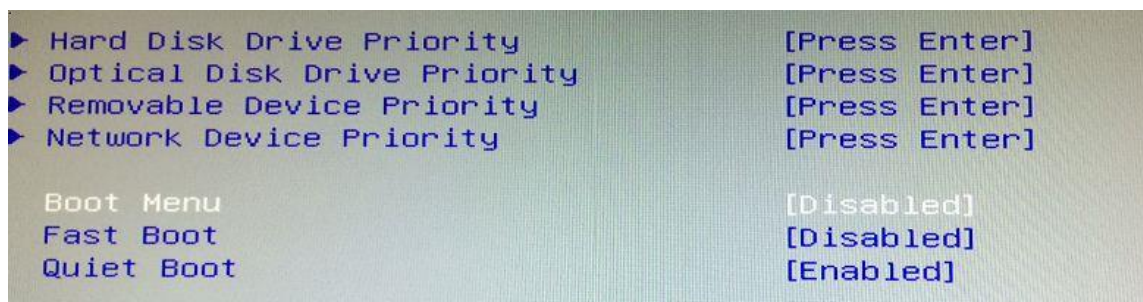 Hard Disk Drive Priority [Press Enter]
Optical Disk Drive Priority [Press Enter]
Removable Device Priority [Press Enter]
Network Device Priority [Press Enter]
Boot Menu [Disabled]
Fast Boot [Disabled]
Quiet Boot [Enabled]